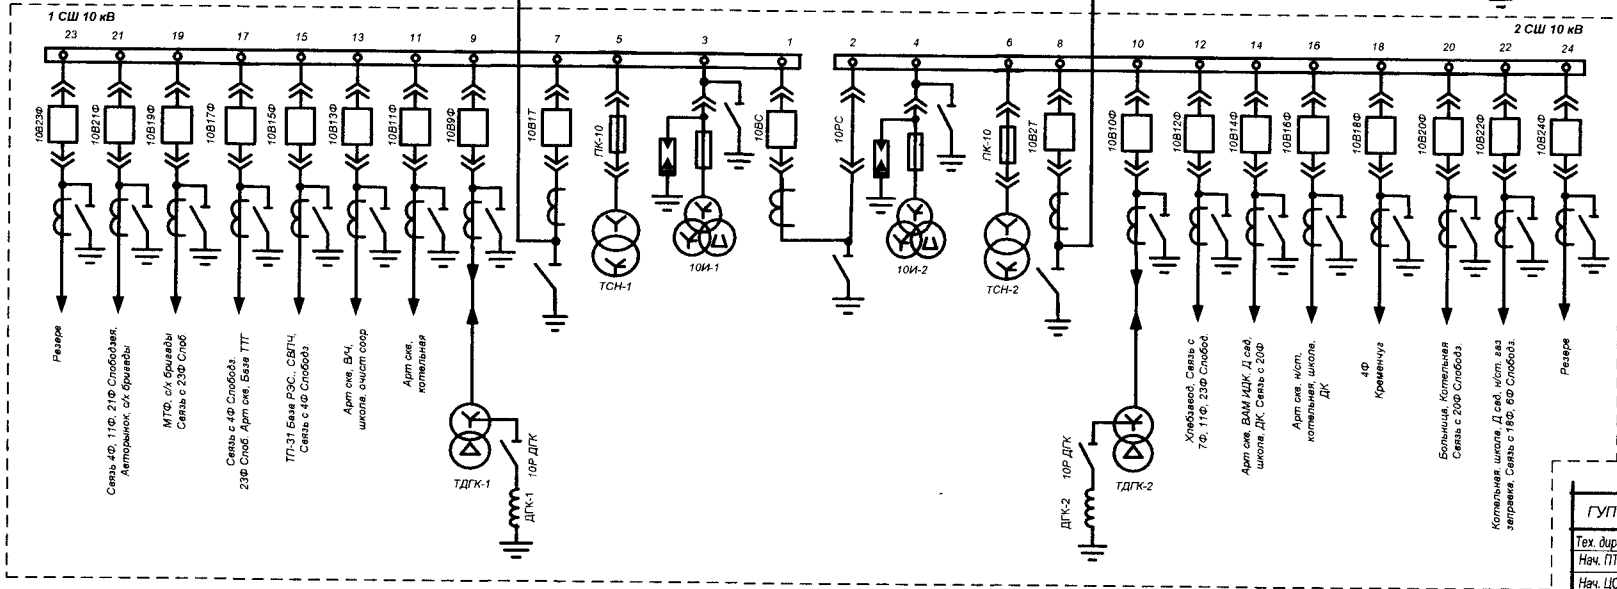 1 СШ 10 кВ
2 СШ 10 кВ
23 21 19 17 15 13 11 9 7 5 3 1 2 4 6 8 10 12 14 16 18 20 22 24
10В23Ф
10В21Ф
10В19Ф
10В17Ф
10В15Ф
10В13Ф
10В11Ф
10В9Ф
10В1Т
ПК-10
10ВС
10РС
ПК-10
10В2Т
10В10Ф
10В12Ф
10В14Ф
10В16Ф
10В18Ф
10В20Ф
10В22Ф
10В24Ф
ТСН-1
10И-1
10И-2
ТСН-2
Резерв
Связь 4Ф, 11Ф, 21Ф Слободзея,
Авторынок, с/х бригады
МТФ, с/х бригады
Связь с 23Ф Слоб.
Связь с 4Ф Слободз.
23Ф Слоб. Арт скв, База ТТГ
ТП-31 База РЭС., СВПЧ,
Связь с 4Ф Слободз.
Арт скв, В/Ч,
школа, очист соор
Арт скв,
котельная
ТДГК-1
10Р ДГК
ДГК-1
10Р ДГК
ДГК-2
ТДГК-2
Хлебзавод, Связь с
7Ф, 11Ф, 23Ф Слобод.
Арт скв, ВАМ ИДК, Д сад,
школа, ДК, Связь с 20Ф
Арт скв, н/ст,
котельная, школа,
ДК
4Ф
Кременчуг
Больница, Котельная
Связь с 20Ф Слободз.
Котельная, школа, Д сад, н/ст, газ
заправка, Связь с 18Ф, 6Ф Слободз.
Резерв
ГУП
Тех. дир
Нач. ПТ
Нач. ЦС